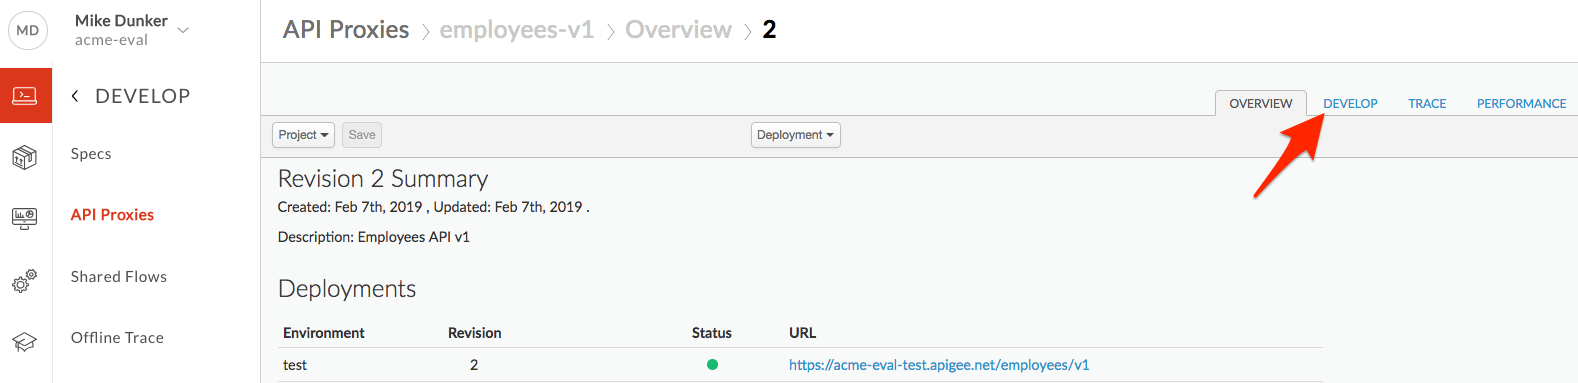 MD
Mike Dunker
acme-eval
DEVELOP
Specs
API Proxies
Shared Flows
Offline Trace
API Proxies employees-v1 Overview 2
OVERVIEW DEVELOP TRACE PERFORMANCE
Project Save Deployment
Revision 2 Summary
Created: Feb 7th, 2019 , Updated: Feb 7th, 2019 .
Description: Employees API v1
Deployments
Environment Revision Status URL
test 2 https://acme-eval-test.apigee.net/employees/v1